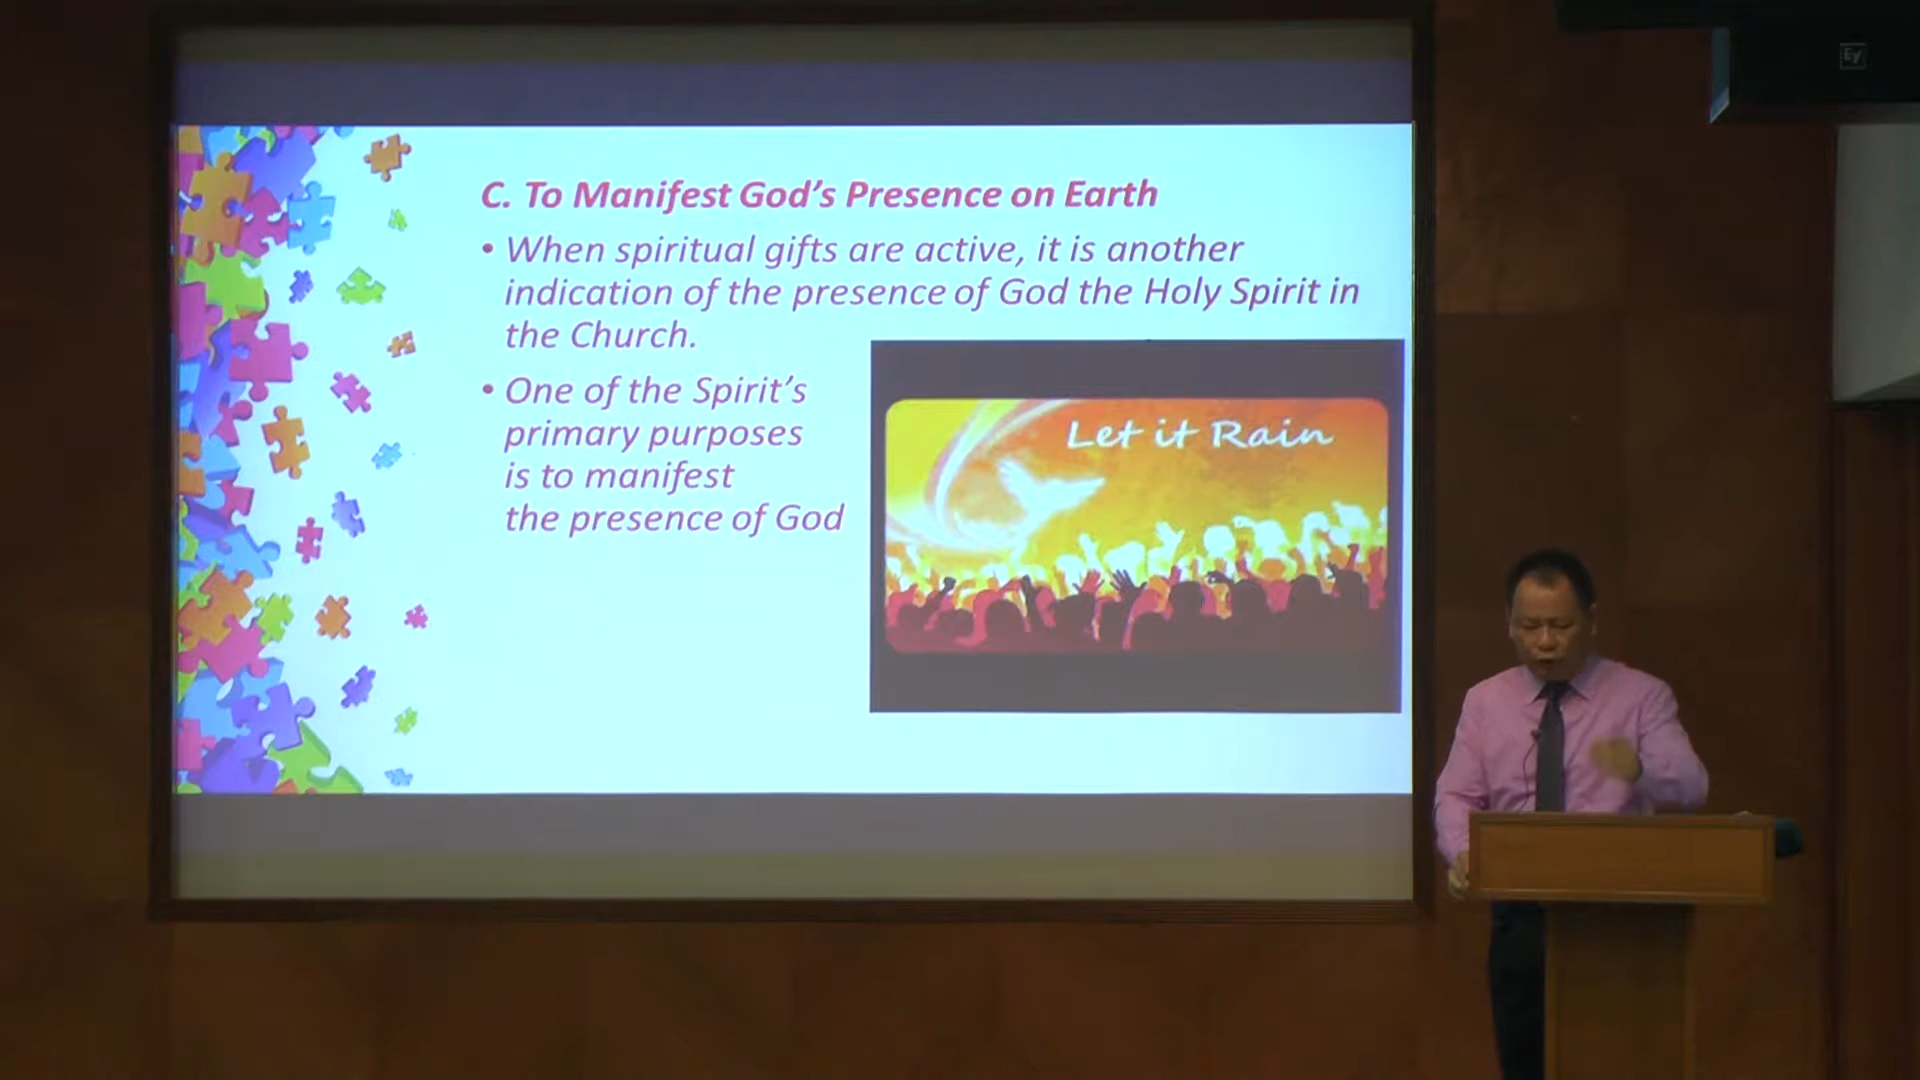 C. To Manifest God's Presence on Earth
• When spiritual gifts are active, it is another
indication of the presence of God the Holy Spirit in
the Church.
• One of the Spirit's
primary purposes
is to manifest
the presence of God
Let it Rain
EV